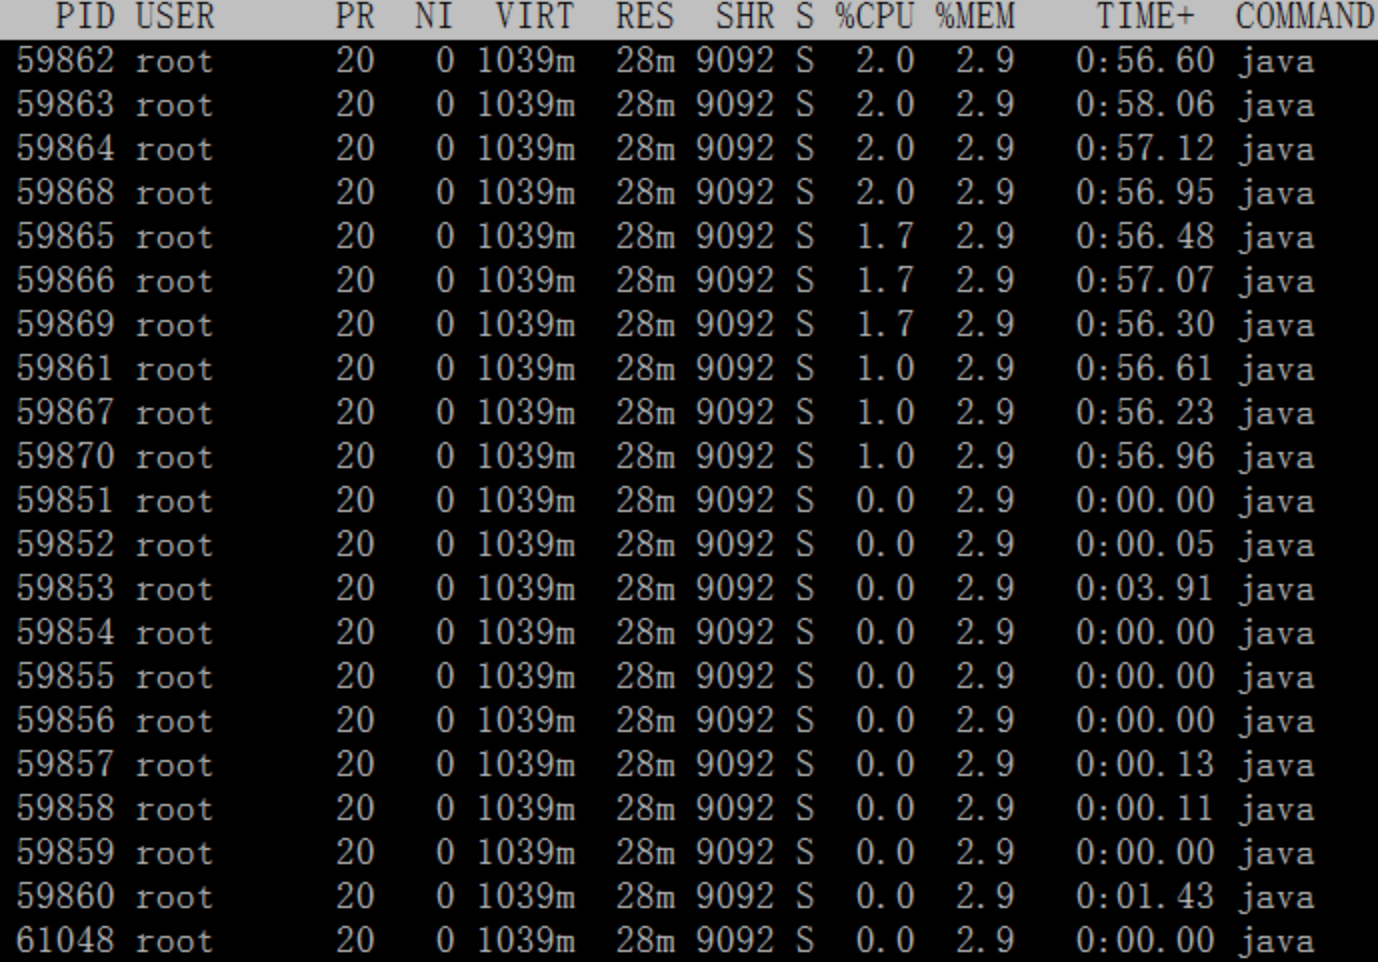 PID USER PR NI VIRT RES SHR S %CPU %MEM TIME+ COMMAND
59862 root 20 0 1039m 28m 9092 S 2.0 2.9 0:56.60 java
59863 root 20 0 1039m 28m 9092 S 2.0 2.9 0:58.06 java
59864 root 20 0 1039m 28m 9092 S 2.0 2.9 0:57.12 java
59868 root 20 0 1039m 28m 9092 S 2.0 2.9 0:56.95 java
59865 root 20 0 1039m 28m 9092 S 1.7 2.9 0:56.48 java
59866 root 20 0 1039m 28m 9092 S 1.7 2.9 0:57.07 java
59869 root 20 0 1039m 28m 9092 S 1.7 2.9 0:56.30 java
59861 root 20 0 1039m 28m 9092 S 1.0 2.9 0:56.61 java
59867 root 20 0 1039m 28m 9092 S 1.0 2.9 0:56.23 java
59870 root 20 0 1039m 28m 9092 S 1.0 2.9 0:56.96 java
59851 root 20 0 1039m 28m 9092 S 0.0 2.9 0:00.00 java
59852 root 20 0 1039m 28m 9092 S 0.0 2.9 0:00.05 java
59853 root 20 0 1039m 28m 9092 S 0.0 2.9 0:03.91 java
59854 root 20 0 1039m 28m 9092 S 0.0 2.9 0:00.00 java
59855 root 20 0 1039m 28m 9092 S 0.0 2.9 0:00.00 java
59856 root 20 0 1039m 28m 9092 S 0.0 2.9 0:00.00 java
59857 root 20 0 1039m 28m 9092 S 0.0 2.9 0:00.13 java
59858 root 20 0 1039m 28m 9092 S 0.0 2.9 0:00.11 java
59859 root 20 0 1039m 28m 9092 S 0.0 2.9 0:00.00 java
59860 root 20 0 1039m 28m 9092 S 0.0 2.9 0:01.43 java
61048 root 20 0 1039m 28m 9092 S 0.0 2.9 0:00.00 java